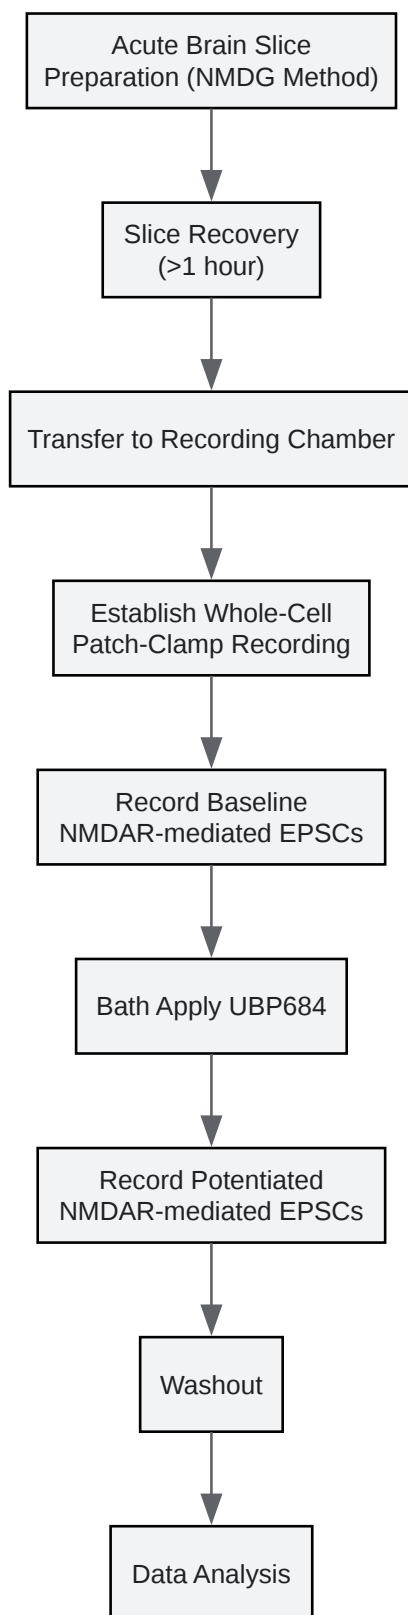 Acute Brain Slice
Preparation (NMDG Method)
Slice Recovery
(>1 hour)
Transfer to Recording Chamber
Establish Whole-Cell
Patch-Clamp Recording
Record Baseline
NMDAR-mediated EPSCs
Bath Apply UBP684
Record Potentiated
NMDAR-mediated EPSCs
Washout
Data Analysis